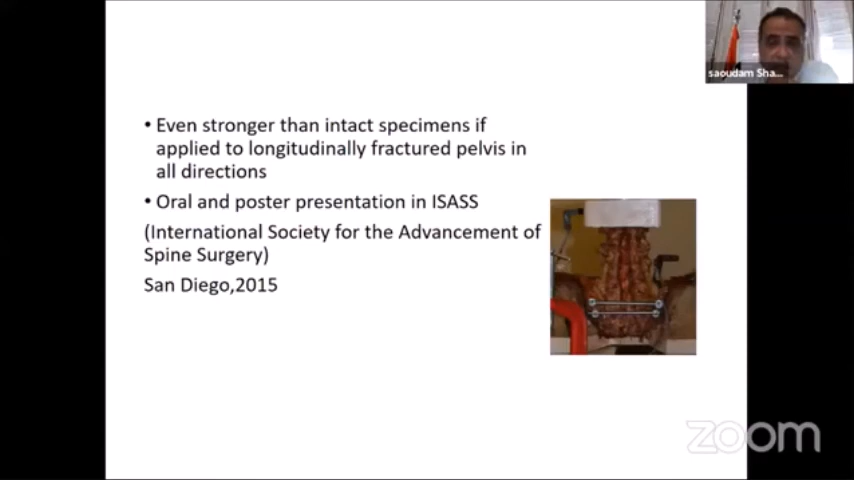 saoudam Sha...
• Even stronger than intact specimens if
applied to longitudinally fractured pelvis in
all directions
• Oral and poster presentation in ISASS
(International Society for the Advancement of
Spine Surgery)
San Diego,2015
zoom